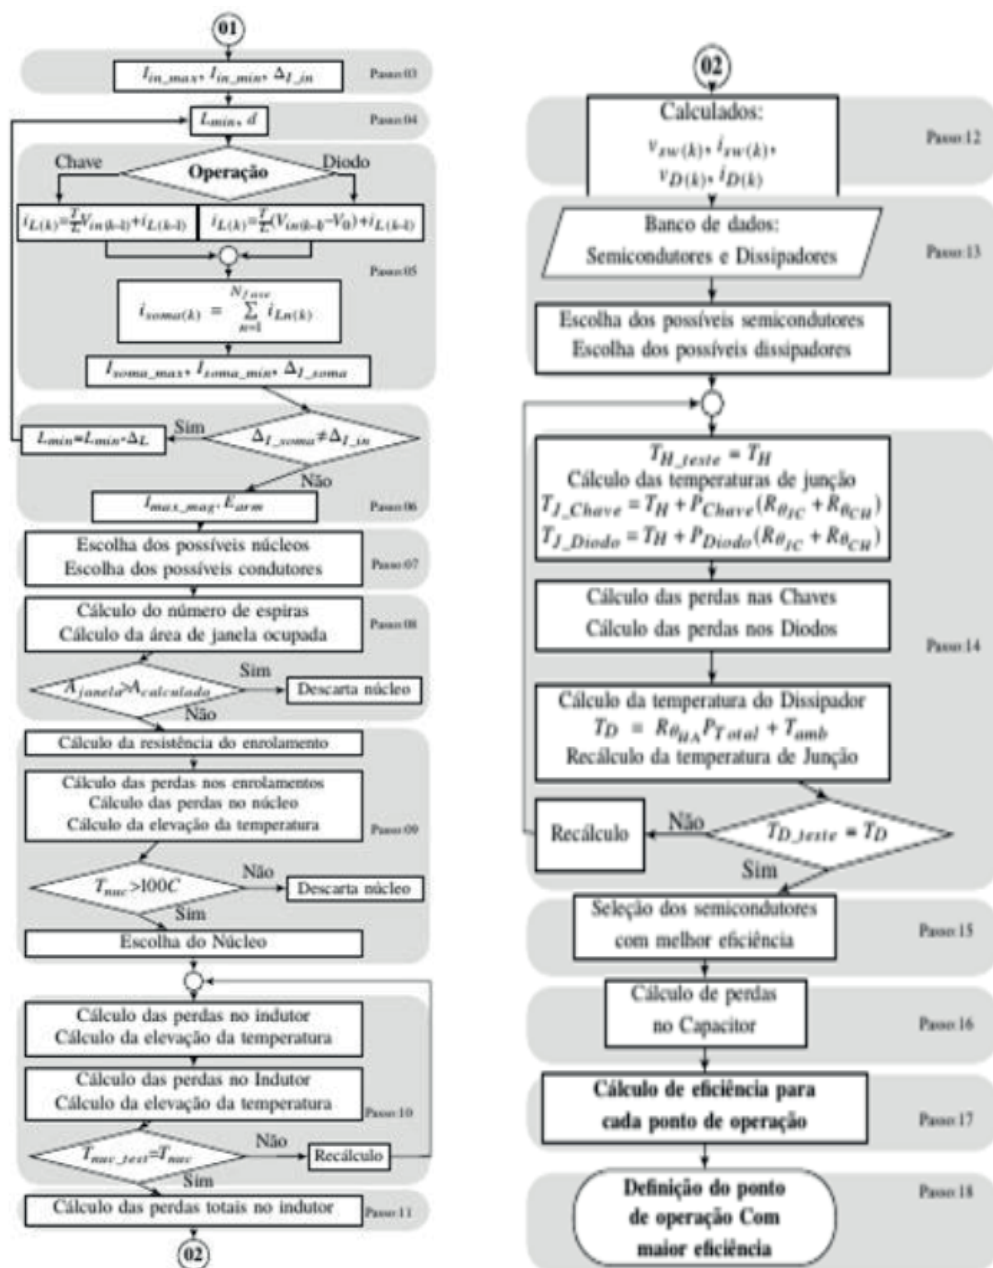 01
I_in_max, I_in_min, Δ_I_in
Passo:03
L_min, d
Passo:04
Chave
Diodo
Operação
i_L(k)=T/L V_in(k-1)+i_L(k-1)
i_L(k)=T/L(V_in(k-1)-V_0)+i_L(k-1)
Passo:05
i_soma(k) = N_fase Σ n=1 i_Ln(k)
I_soma_max, I_soma_min, Δ_I_soma
L_min=L_min-Δ_L
Sim
Δ_I_soma≠Δ_I_in
Não
I_max_mag, E_arm
Passo:06
Escolha dos possíveis núcleos
Escolha dos possíveis condutores
Passo:07
Cálculo do número de espiras
Cálculo da área de janela ocupada
Passo:08
A_janela>A_calculado
Sim
Descarta núcleo
Não
Cálculo da resistência do enrolamento
Cálculo das perdas nos enrolamentos
Cálculo das perdas no núcleo
Cálculo da elevação da temperatura
Passo:09
T_nuc>100C
Não
Descarta núcleo
Sim
Escolha do Núcleo
Cálculo das perdas no indutor
Cálculo da elevação da temperatura
Cálculo das perdas no Indutor
Cálculo da elevação da temperatura
Passo:10
T_nuc_test=T_nuc
Não
Recálculo
Sim
Cálculo das perdas totais no indutor
Passo:11
02
02
Calculados:
v_sw(k), i_sw(k),
v_D(k), i_D(k)
Passo:12
Banco de dados:
Semicondutores e Dissipadores
Passo:13
Escolha dos possíveis semicondutores
Escolha dos possíveis dissipadores
T_H_teste = T_H
Cálculo das temperaturas de junção
T_J_Chave = T_H + P_Chave(R_θJC + R_θCH)
T_J_Diodo = T_H + P_Diodo(R_θJC + R_θCH)
Cálculo das perdas nas Chaves
Cálculo das perdas nos Diodos
Passo:14
Cálculo da temperatura do Dissipador
T_D = R_θHA P_Total + T_amb
Recálculo da temperatura de Junção
Recálculo
Não
T_D_teste = T_D
Sim
Seleção dos semicondutores
com melhor eficiência
Passo:15
Cálculo de perdas
no Capacitor
Passo:16
Cálculo de eficiência para
cada ponto de operação
Passo:17
Definição do ponto
de operação Com
maior eficiência
Passo:18